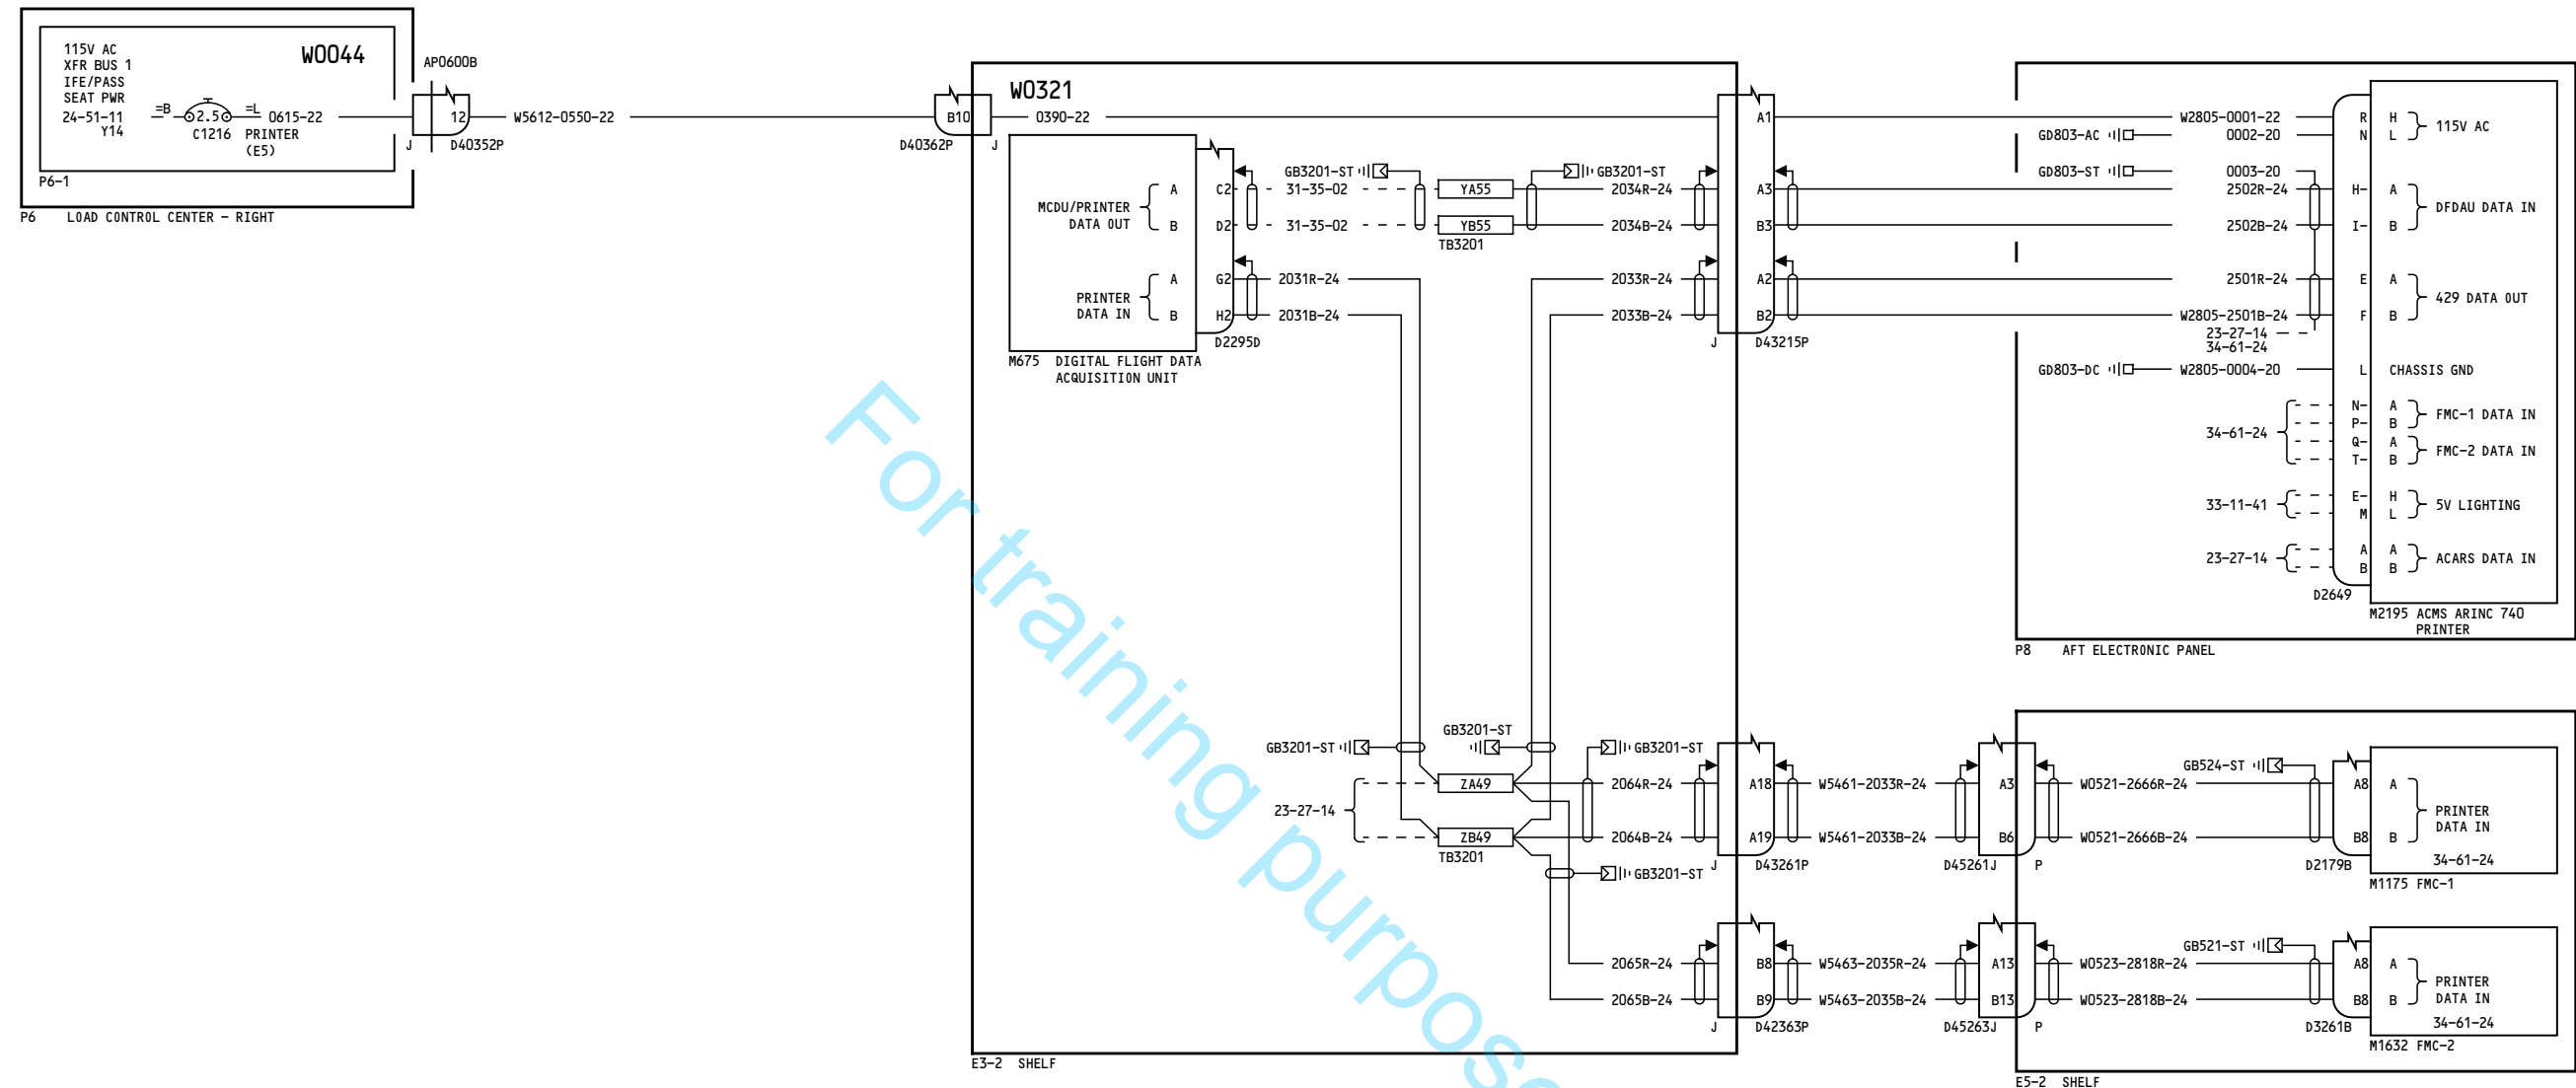 115V AC
XFR BUS 1
IFE/PASS
SEAT PWR
24-51-11
Y14
W0044
=B
2.5
=L
0615-22
C1216
PRINTER
(E5)
P6-1
P6 LOAD CONTROL CENTER - RIGHT
AP0600B
12
J
D40352P
W5612-0550-22
B10
D40362P
J
W0321
0390-22
A1
MCDU/PRINTER
DATA OUT
A
B
C2
D2
PRINTER
DATA IN
A
B
G2
H2
D2295D
M675 DIGITAL FLIGHT DATA
ACQUISITION UNIT
GB3201-ST
31-35-02
YA55
31-35-02
YB55
TB3201
GB3201-ST
2034R-24
A3
2034B-24
B3
2031R-24
2033R-24
A2
2031B-24
2033B-24
B2
J
D43215P
GB3201-ST
GB3201-ST
GB3201-ST
23-27-14
ZA49
ZB49
TB3201
2064R-24
A18
2064B-24
A19
GB3201-ST
J
D43261P
2065R-24
B8
2065B-24
B9
J
D42363P
E3-2 SHELF
W5461-2033R-24
A3
W5461-2033B-24
B6
D45261J
P
W5463-2035R-24
A13
W5463-2035B-24
B13
D45263J
P
W2805-0001-22
R
H
GD803-AC
0002-20
N
L
115V AC
GD803-ST
0003-20
2502R-24
H-
A
DFDAU DATA IN
2502B-24
I-
B
2501R-24
E
A
429 DATA OUT
W2805-2501B-24
F
B
23-27-14
34-61-24
GD803-DC
W2805-0004-20
L
CHASSIS GND
34-61-24
N-
A
P-
B
FMC-1 DATA IN
Q-
A
T-
B
FMC-2 DATA IN
33-11-41
E-
H
M
L
5V LIGHTING
23-27-14
A
A
B
B
ACARS DATA IN
D2649
M2195 ACMS ARINC 740
PRINTER
P8 AFT ELECTRONIC PANEL
GB524-ST
W0521-2666R-24
A8
A
PRINTER
DATA IN
W0521-2666B-24
B8
B
34-61-24
D2179B
M1175 FMC-1
GB521-ST
W0523-2818R-24
A8
A
PRINTER
DATA IN
W0523-2818B-24
B8
B
34-61-24
D3261B
M1632 FMC-2
E5-2 SHELF
For training purpose